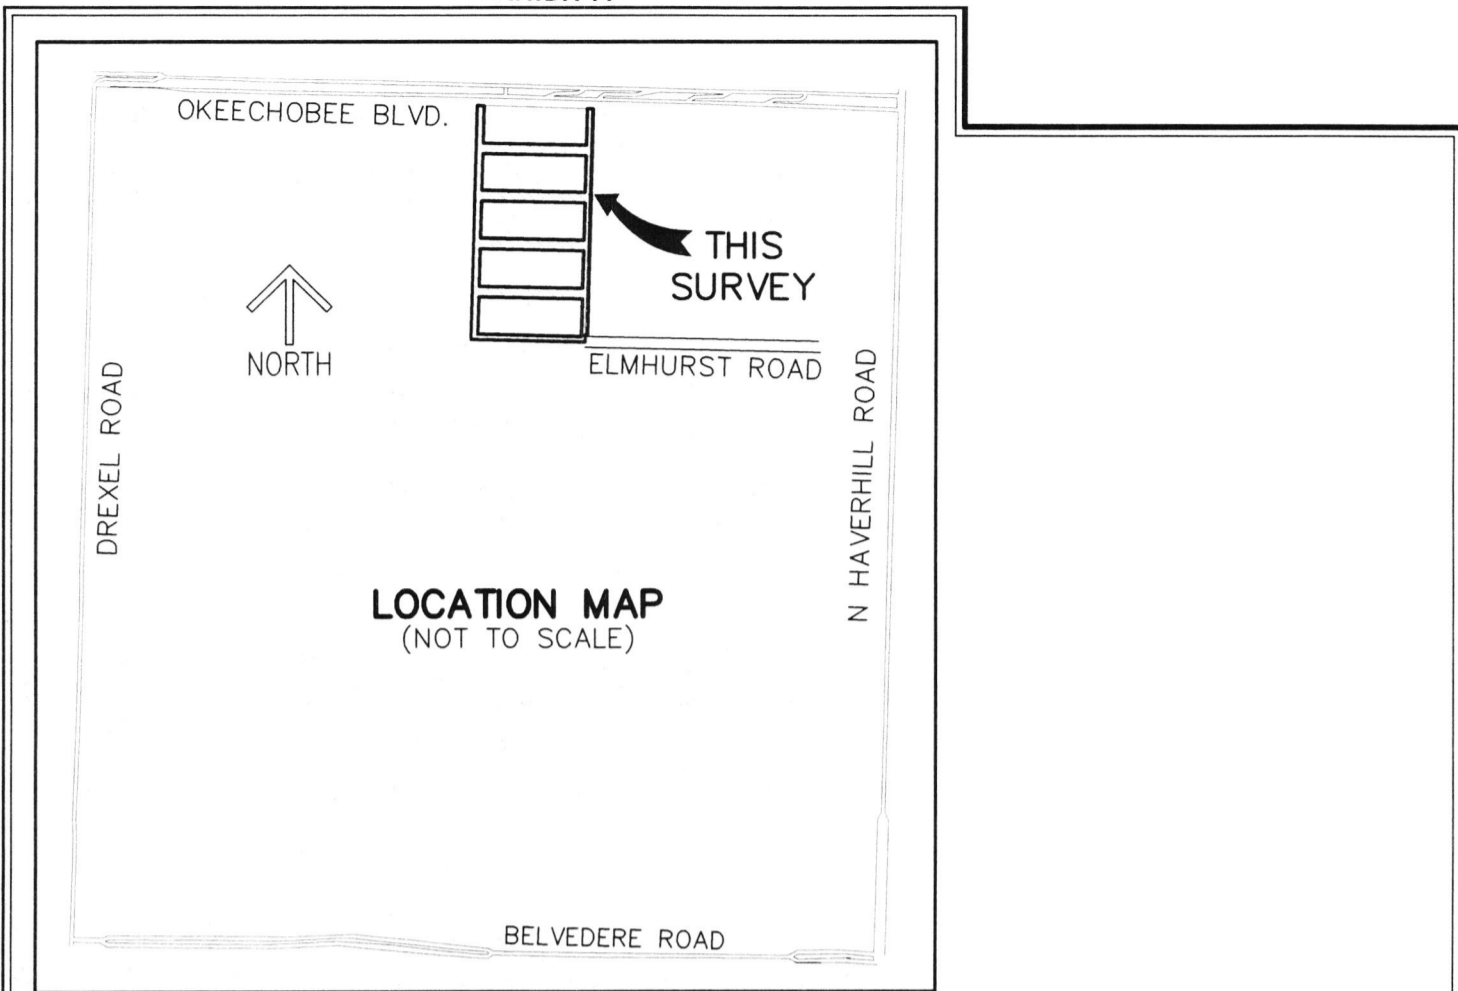 OKEECHOBEE BLVD.
THIS
SURVEY
NORTH
ELMHURST ROAD
DREXEL ROAD
N HAVERHILL ROAD
LOCATION MAP
(NOT TO SCALE)
BELVEDERE ROAD